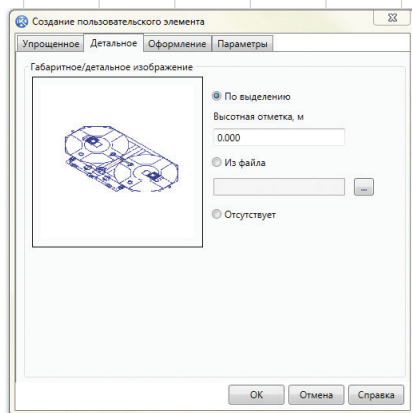 Создание пользовательского элемента
Упрощенное Детальное Оформление Параметры
Габаритное/детальное изображение
По выделению
Высотная отметка, м
0.000
Из файла
...
Отсутствует
OK Отмена Справка